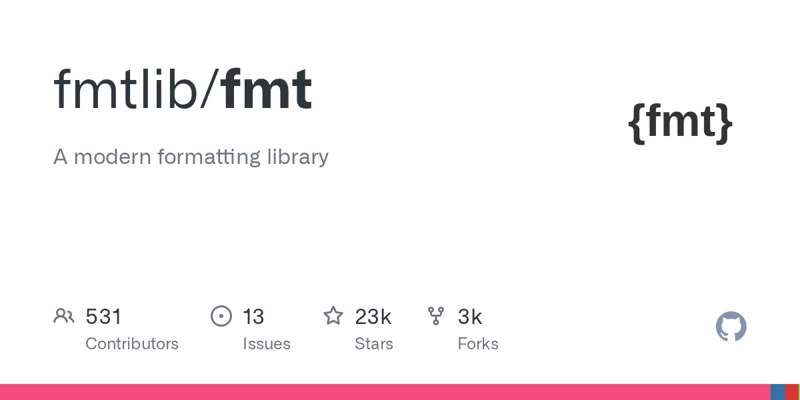 fmtlib/fmt
{fmt}
A modern formatting library
531
Contributors
13
Issues
23k
Stars
3k
Forks